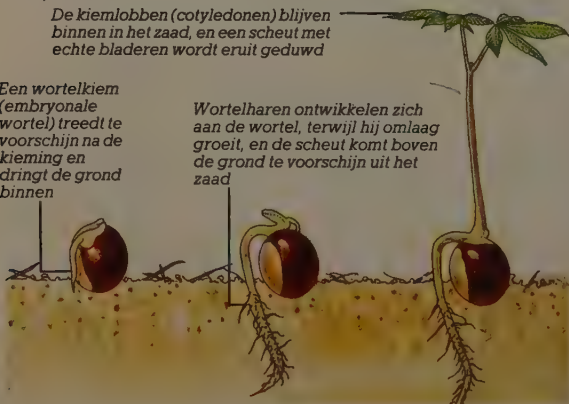 De kiemlobben (cotyledonen) blijven
binnen in het zaad, en een scheut met
echte bladeren wordt eruit geduwd
Een wortelkiem
(embryonale
wortel) treedt te
voorschijn na de
kieming en
dringt de grond
binnen
Wortelharen ontwikkelen zich
aan de wortel, terwijl hij omlaag
groeit, en de scheut komt boven
de grond te voorschijn uit het
zaad